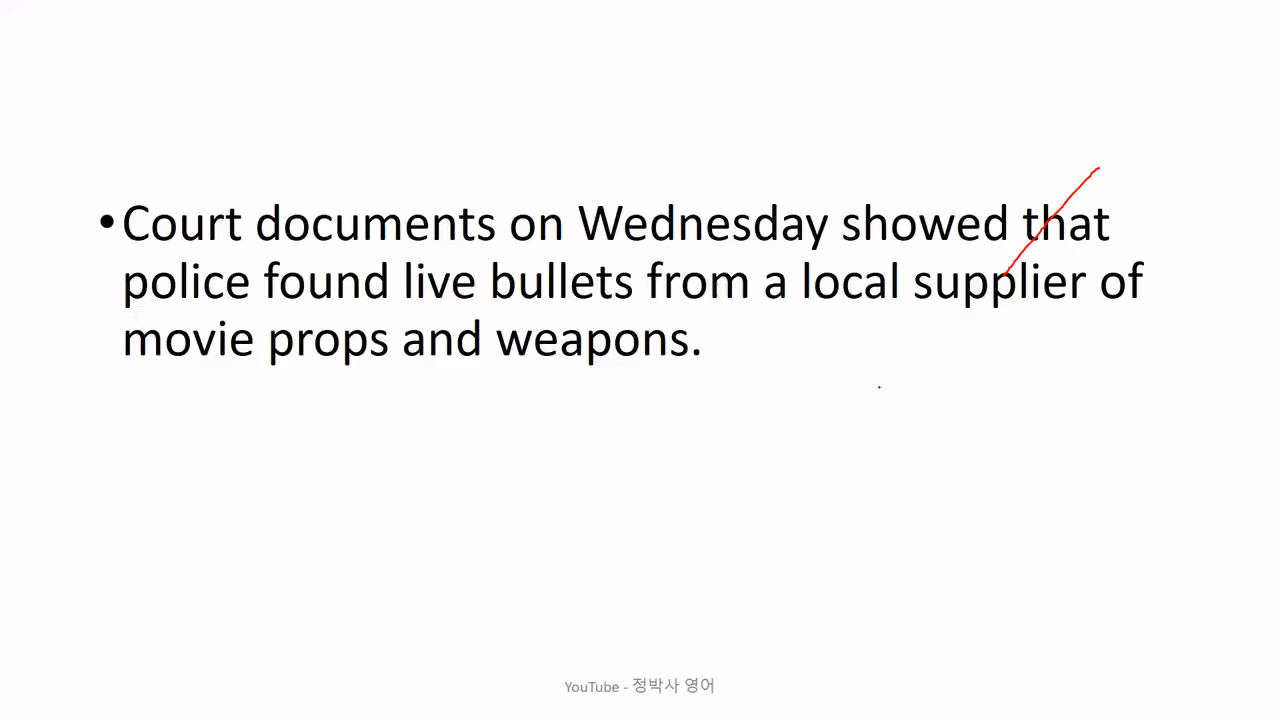 •Court documents on Wednesday showed that
police found live bullets from a local supplier of
movie props and weapons.
YouTube - 정박사 영어